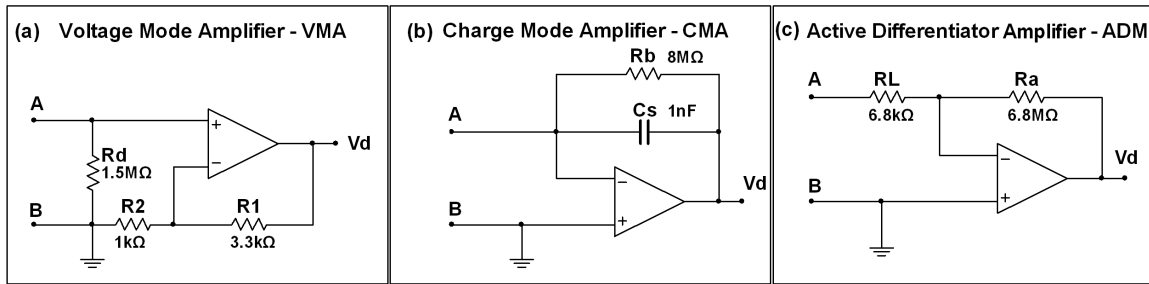 (a) Voltage Mode Amplifier - VMA
A
+
−
Vd
Rd
1.5MΩ
B
R2
1kΩ
R1
3.3kΩ
(b) Charge Mode Amplifier - CMA
Rb 8MΩ
Cs 1nF
A
−
Vd
B
+
(c) Active Differentiator Amplifier - ADM
A
RL
6.8kΩ
Ra
6.8MΩ
−
Vd
B
+